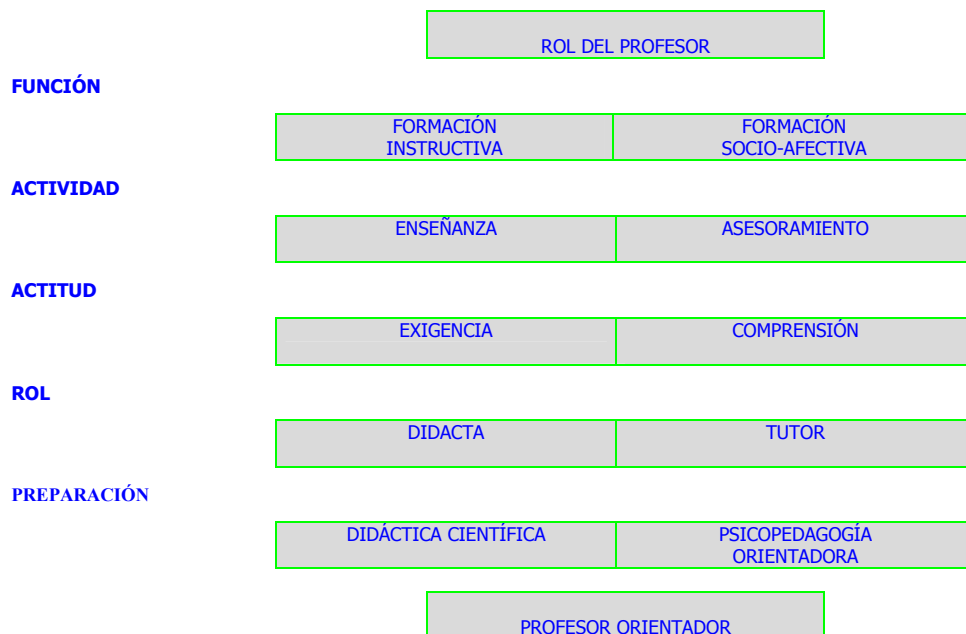 ROL DEL PROFESOR
FUNCIÓN
FORMACIÓN
INSTRUCTIVA
FORMACIÓN
SOCIO-AFECTIVA
ACTIVIDAD
ENSEÑANZA
ASESORAMIENTO
ACTITUD
EXIGENCIA
COMPRENSIÓN
ROL
DIDACTA
TUTOR
PREPARACIÓN
DIDÁCTICA CIENTÍFICA
PSICOPEDAGOGÍA
ORIENTADORA
PROFESOR ORIENTADOR